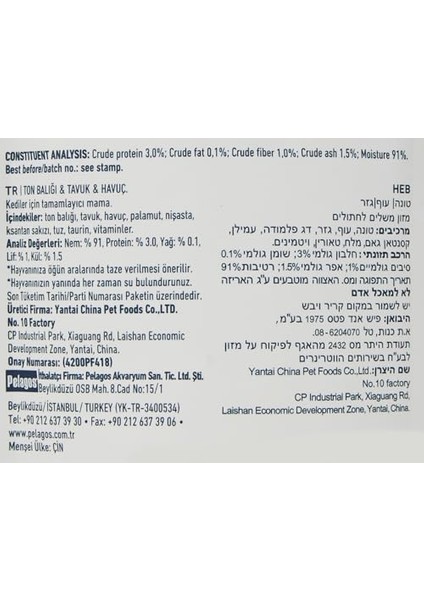 CONSTITUENT ANALYSIS: Crude protein 3,0%; Crude fat 0,1%; Crude fiber 1,0%; Crude ash 1,5%; Moisture 91%.
Best before/batch no.: see stamp.
TR | TON BALIĞI & TAVUK & HAVUÇ.
Kediler için tamamlayıcı mama.
İçindekiler: ton balığı, tavuk, havuç, palamut, nişasta,
ksantan sakızı, tuz, taurin, vitaminler.
Analiz Değerleri: Nem: % 91, Protein: % 3.0, Yağ: % 0.1,
Lif: % 1, Kül: % 1.5
*Hayvanınıza öğün aralarında taze verilmesi önerilir.
*Hayvanınızın yanında her zaman su bulundurunuz.
Son Tüketim Tarihi/Parti Numarası Paketin üzerindedir.
Üretici Firma: Yantai China Pet Foods Co.,LTD.
No. 10 Factory
CP Industrial Park, Xiaguang Rd, Laishan Economic
Development Zone, Yantai, China.
Onay Numarası: (4200PF418)
Pelagos İthalatçı Firma: Pelagos Akvaryum San. Tic. Ltd. Şti.
Beylikdüzü OSB Mah. 8.Cad No:15/1
Beylikdüzü/İSTANBUL/ TURKEY (YK-TR-3400534)
Tel: +90 212 637 39 30 • Fax: +90 212 637 39 06 •
www.pelagos.com.tr
Menşei Ülke: ÇİN
HEB
טונה|עוף|גזר
מזון משלים לחתולים
מרכיבים: טונה, עוף, גזר, דג פלמודה, עמילן,
קסנטאן גאם, מלח, טאורין, ויטמינים.
הרכב תזונתי: חלבון גולמי 3%; שומן גולמי 0.1%
סיבים גולמיים 1%; אפר גולמי 1.5%; רטיבות 91%
תאריך התפוגה ומס. האצווה מוטבעים ע"ג האריזה
לא למאכל אדם
יש לשמור במקום קריר ויבש
היבואן: פיש אנד פטס 1975 בע"מ,
א.ת כנות, טל. 08-6204070
תעודת היתר מס 2432 מהאגף לפיקוח על מזון
לבע"ח בשירותים הווטרינרים
שם היצרן: Yantai China Pet Foods Co.,Ltd.
No.10 factory
CP Industrial Park, Xiaguang Rd,
Laishan Economic Development Zone, Yantai, China.